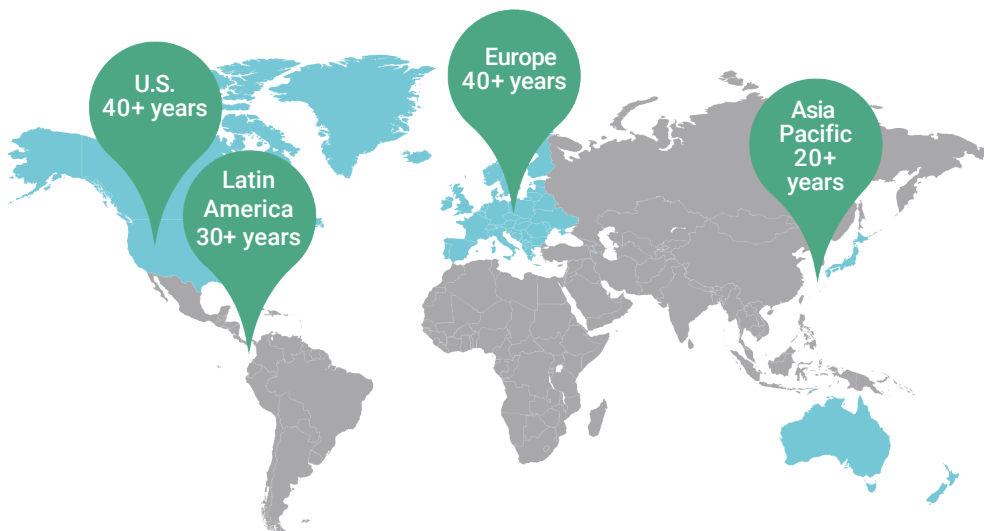 U.S.
40+ years
Latin
America
30+ years
Europe
40+ years
Asia
Pacific
20+
years